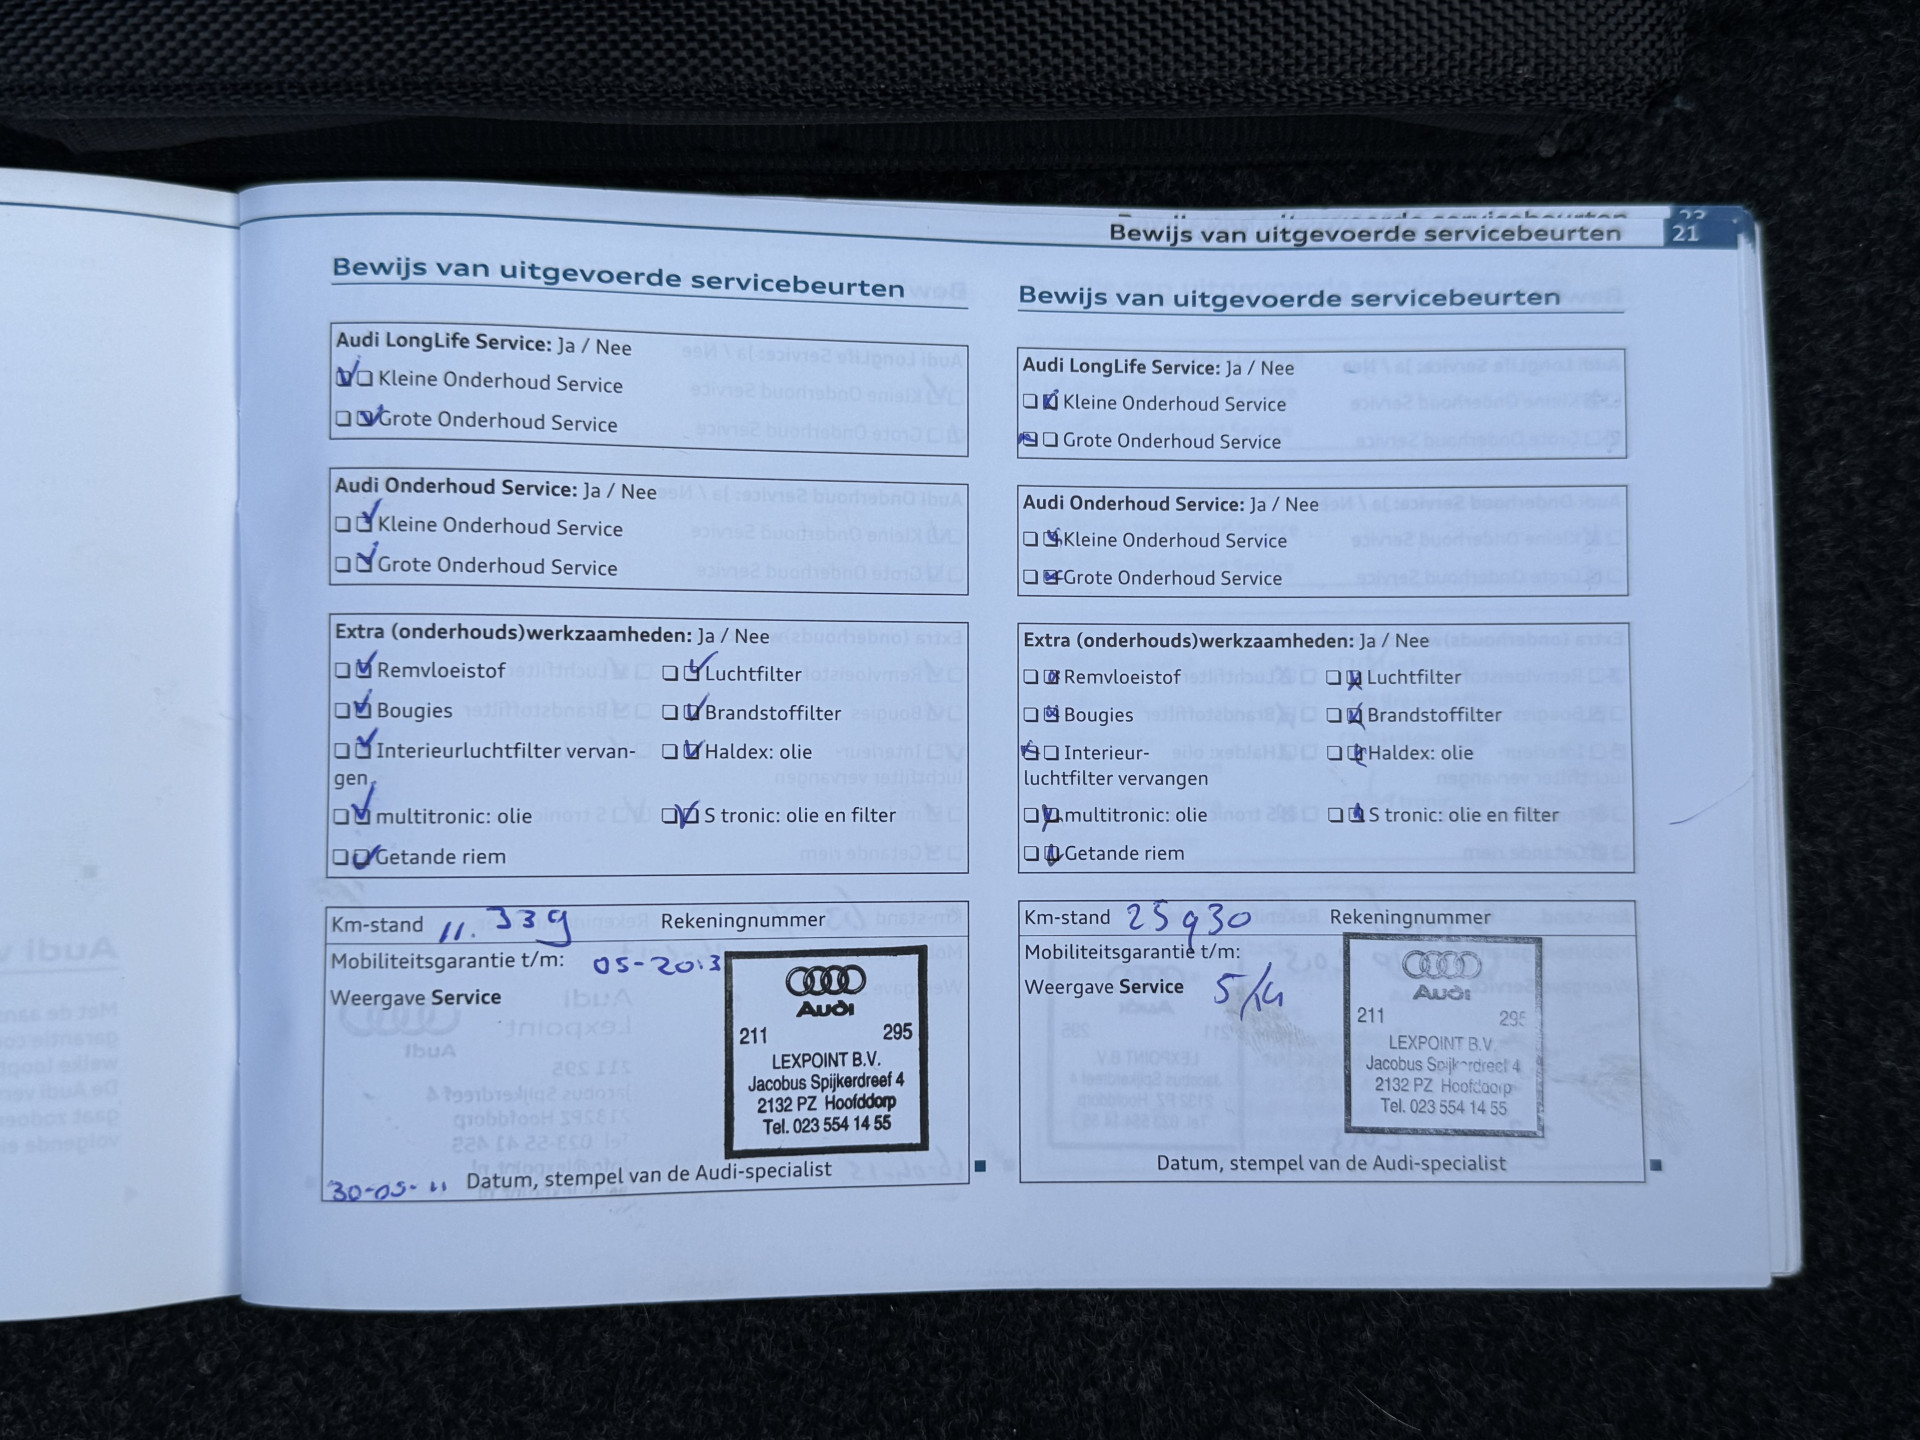 Bewijs van uitgevoerde servicebeurten 21
Bewijs van uitgevoerde servicebeurten
Audi LongLife Service: Ja / Nee
Kleine Onderhoud Service
Grote Onderhoud Service
Audi Onderhoud Service: Ja / Nee
Kleine Onderhoud Service
Grote Onderhoud Service
Extra (onderhouds)werkzaamheden: Ja / Nee
Remvloeistof Luchtfilter
Bougies Brandstoffilter
Interieurluchtfilter vervan- Haldex: olie
gen
multitronic: olie S tronic: olie en filter
Getande riem
Km-stand 11.339 Rekeningnummer
Mobiliteitsgarantie t/m: 05-2013
Weergave Service
Audi
211 295
LEXPOINT B.V.
Jacobus Spijkerdreef 4
2132 PZ Hoofddorp
Tel. 023 554 14 55
30-05-11 Datum, stempel van de Audi-specialist
Bewijs van uitgevoerde servicebeurten
Audi LongLife Service: Ja / Nee
Kleine Onderhoud Service
Grote Onderhoud Service
Audi Onderhoud Service: Ja / Nee
Kleine Onderhoud Service
Grote Onderhoud Service
Extra (onderhouds)werkzaamheden: Ja / Nee
Remvloeistof Luchtfilter
Bougies Brandstoffilter
Interieur- Haldex: olie
luchtfilter vervangen
multitronic: olie S tronic: olie en filter
Getande riem
Km-stand 25930 Rekeningnummer
Mobiliteitsgarantie t/m:
Weergave Service 5/14
Audi
211 295
LEXPOINT B.V.
Jacobus Spijkerdreef 4
2132 PZ Hoofddorp
Tel. 023 554 14 55
Datum, stempel van de Audi-specialist